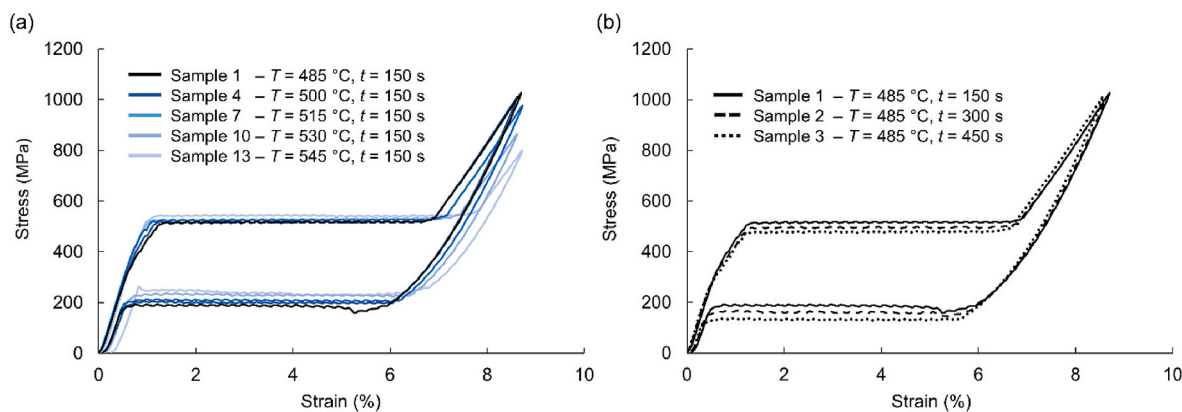 (a)
1200
1000
800
600
400
200
0
Stress (MPa)
Sample 1 – T = 485 °C, t = 150 s
Sample 4 – T = 500 °C, t = 150 s
Sample 7 – T = 515 °C, t = 150 s
Sample 10 – T = 530 °C, t = 150 s
Sample 13 – T = 545 °C, t = 150 s
0 2 4 6 8 10
Strain (%)
(b)
1200
1000
800
600
400
200
0
Stress (MPa)
Sample 1 – T = 485 °C, t = 150 s
Sample 2 – T = 485 °C, t = 300 s
Sample 3 – T = 485 °C, t = 450 s
0 2 4 6 8 10
Strain (%)